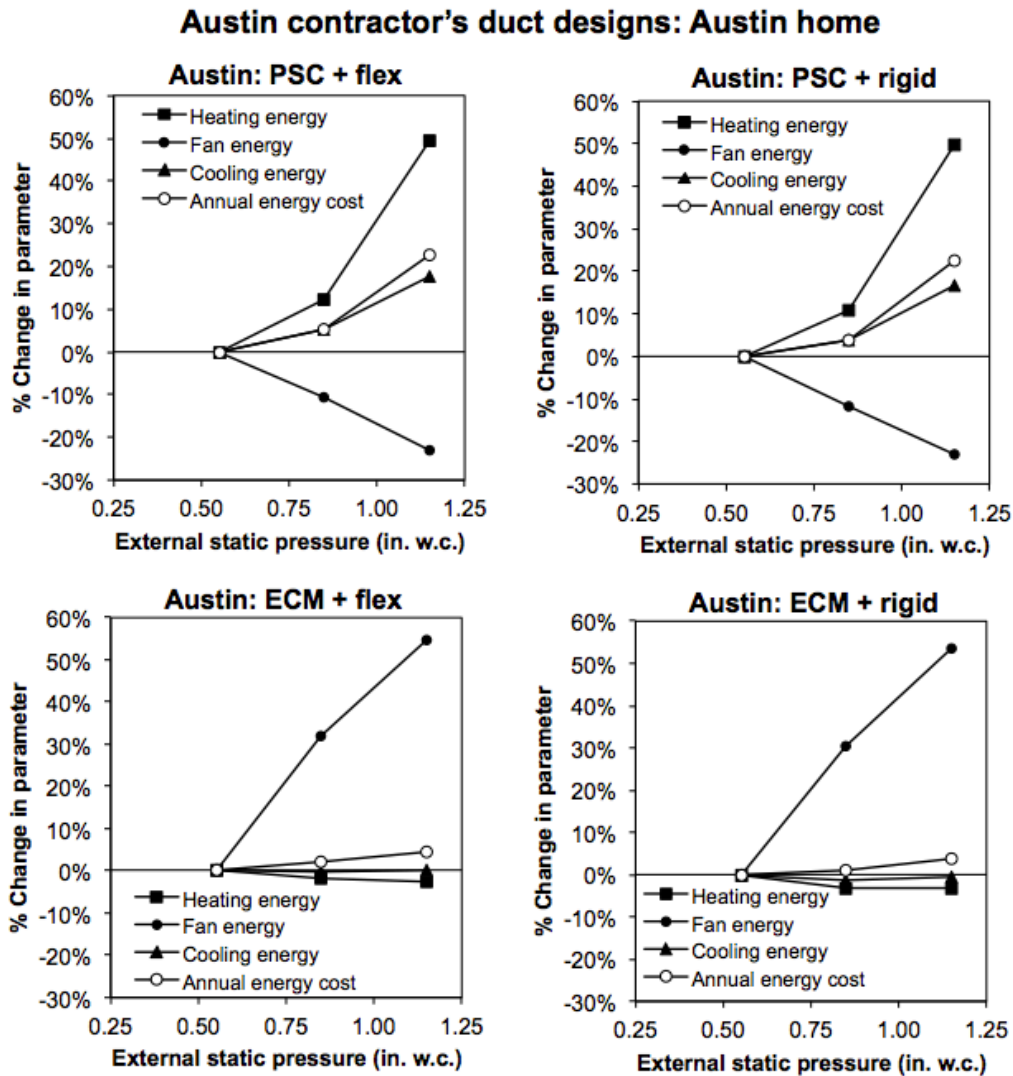 Austin contractor's duct designs: Austin home
Austin: PSC + flex
% Change in parameter
60%
50%
40%
30%
20%
10%
0%
-10%
-20%
-30%
Heating energy
Fan energy
Cooling energy
Annual energy cost
0.25 0.50 0.75 1.00 1.25
External static pressure (in. w.c.)
Austin: PSC + rigid
% Change in parameter
60%
50%
40%
30%
20%
10%
0%
-10%
-20%
-30%
Heating energy
Fan energy
Cooling energy
Annual energy cost
0.25 0.50 0.75 1.00 1.25
External static pressure (in. w.c.)
Austin: ECM + flex
% Change in parameter
60%
50%
40%
30%
20%
10%
0%
-10%
-20%
-30%
Heating energy
Fan energy
Cooling energy
Annual energy cost
0.25 0.50 0.75 1.00 1.25
External static pressure (in. w.c.)
Austin: ECM + rigid
% Change in parameter
60%
50%
40%
30%
20%
10%
0%
-10%
-20%
-30%
Heating energy
Fan energy
Cooling energy
Annual energy cost
0.25 0.50 0.75 1.00 1.25
External static pressure (in. w.c.)